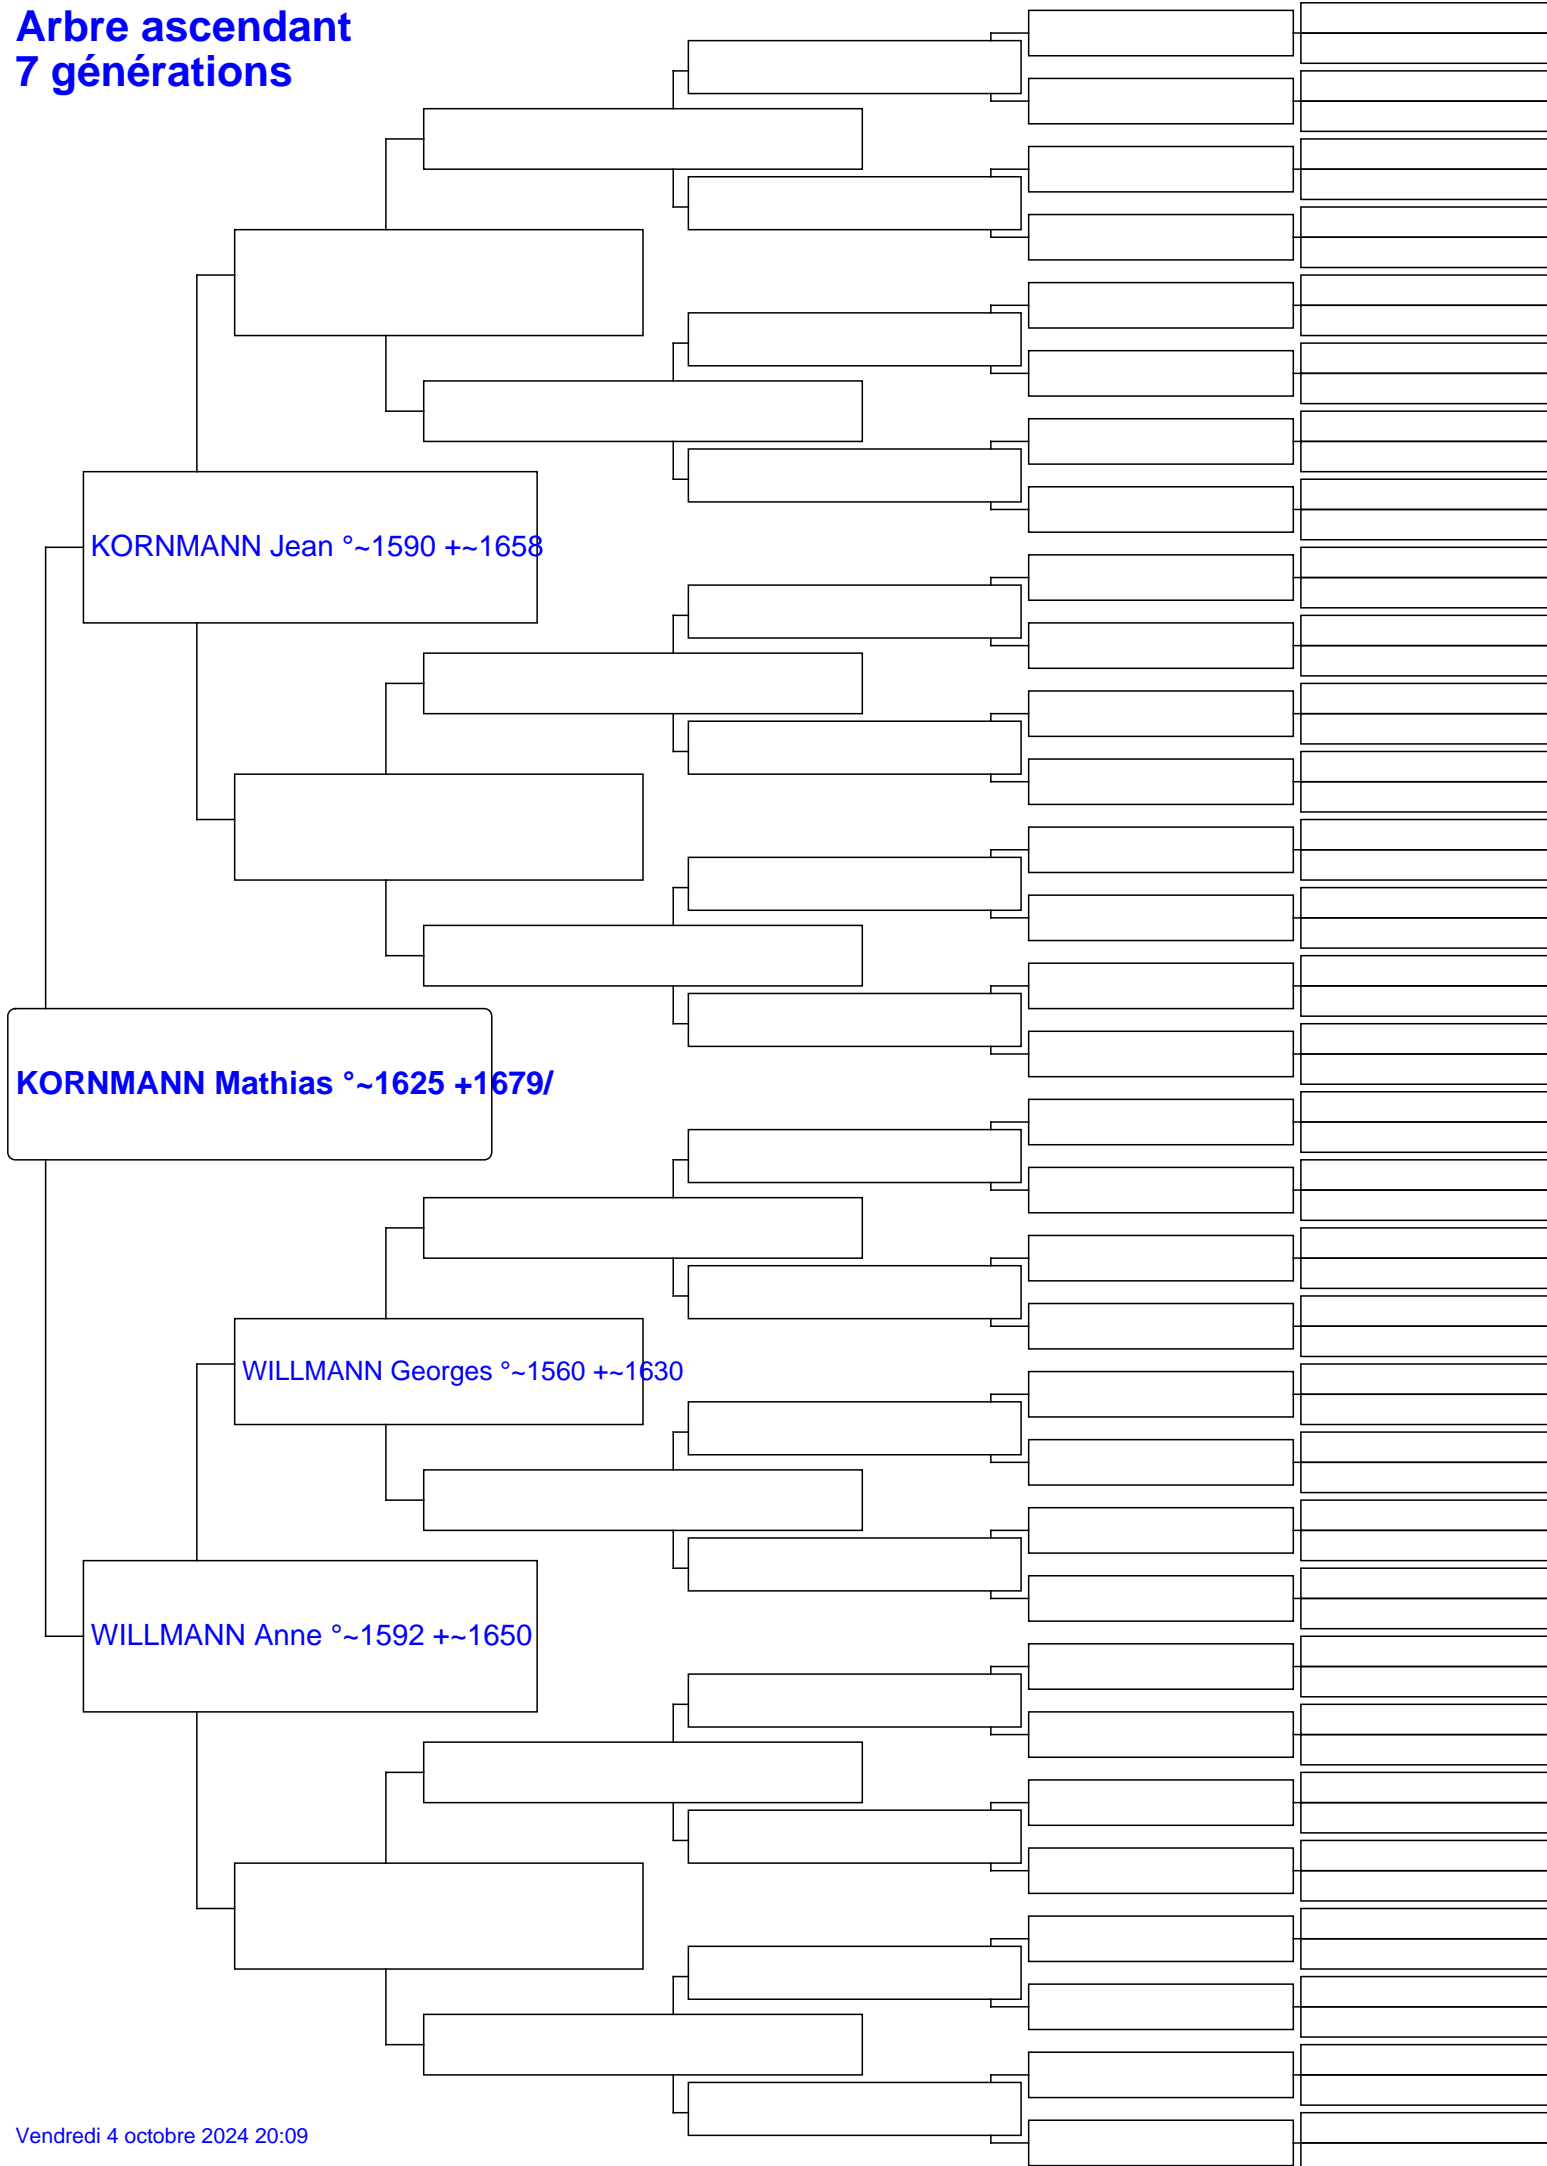 Arbre ascendant
7 générations
KORNMANN Jean °~1590 +~1658
KORNMANN Mathias °~1625 +1679/
WILLMANN Georges °~1560 +~1630
WILLMANN Anne °~1592 +~1650
Vendredi 4 octobre 2024 20:09